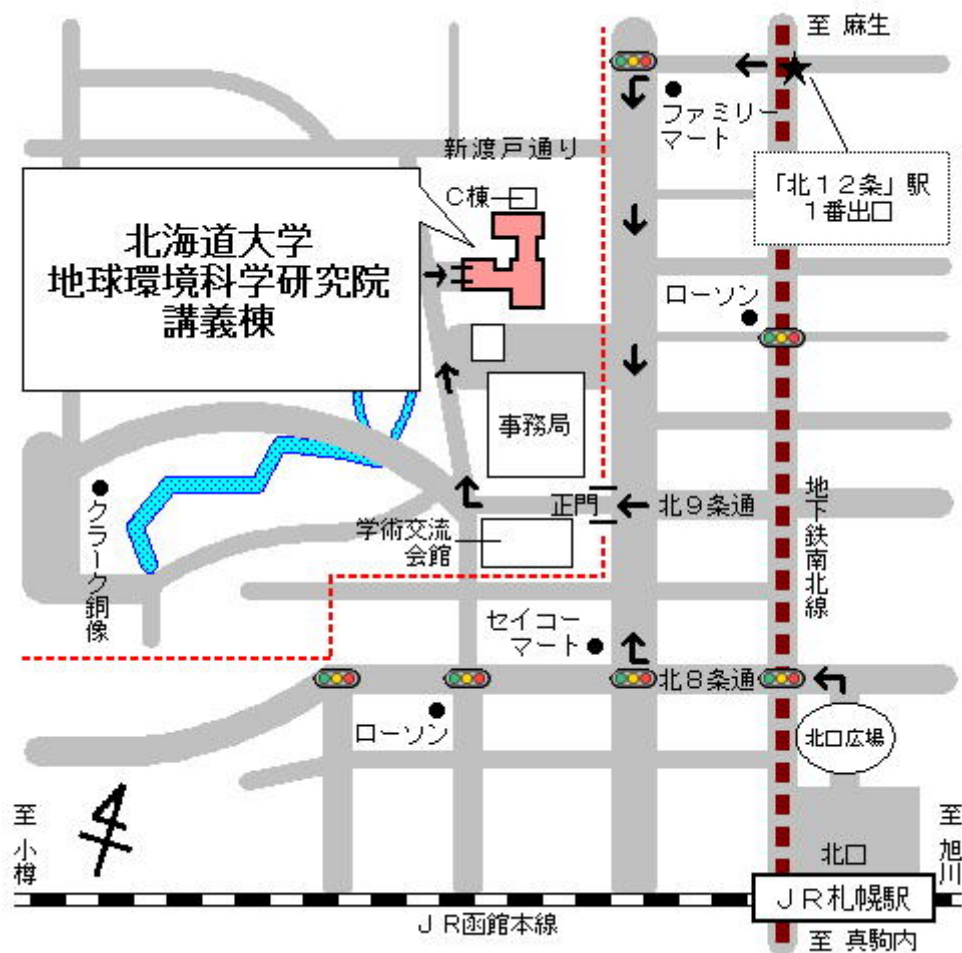 至 麻生
ファミリー
マート
新渡戸通り
「北１２条」駅
１番出口
C棟
北海道大学
地球環境科学研究院
講義棟
ローソン
事務局
正門
北９条通
地下鉄南北線
クラーク銅像
学術交流
会館
セイコー
マート
北８条通
ローソン
北口広場
至 小樽
北口
至 旭川
ＪＲ札幌駅
ＪＲ函館本線
至 真駒内